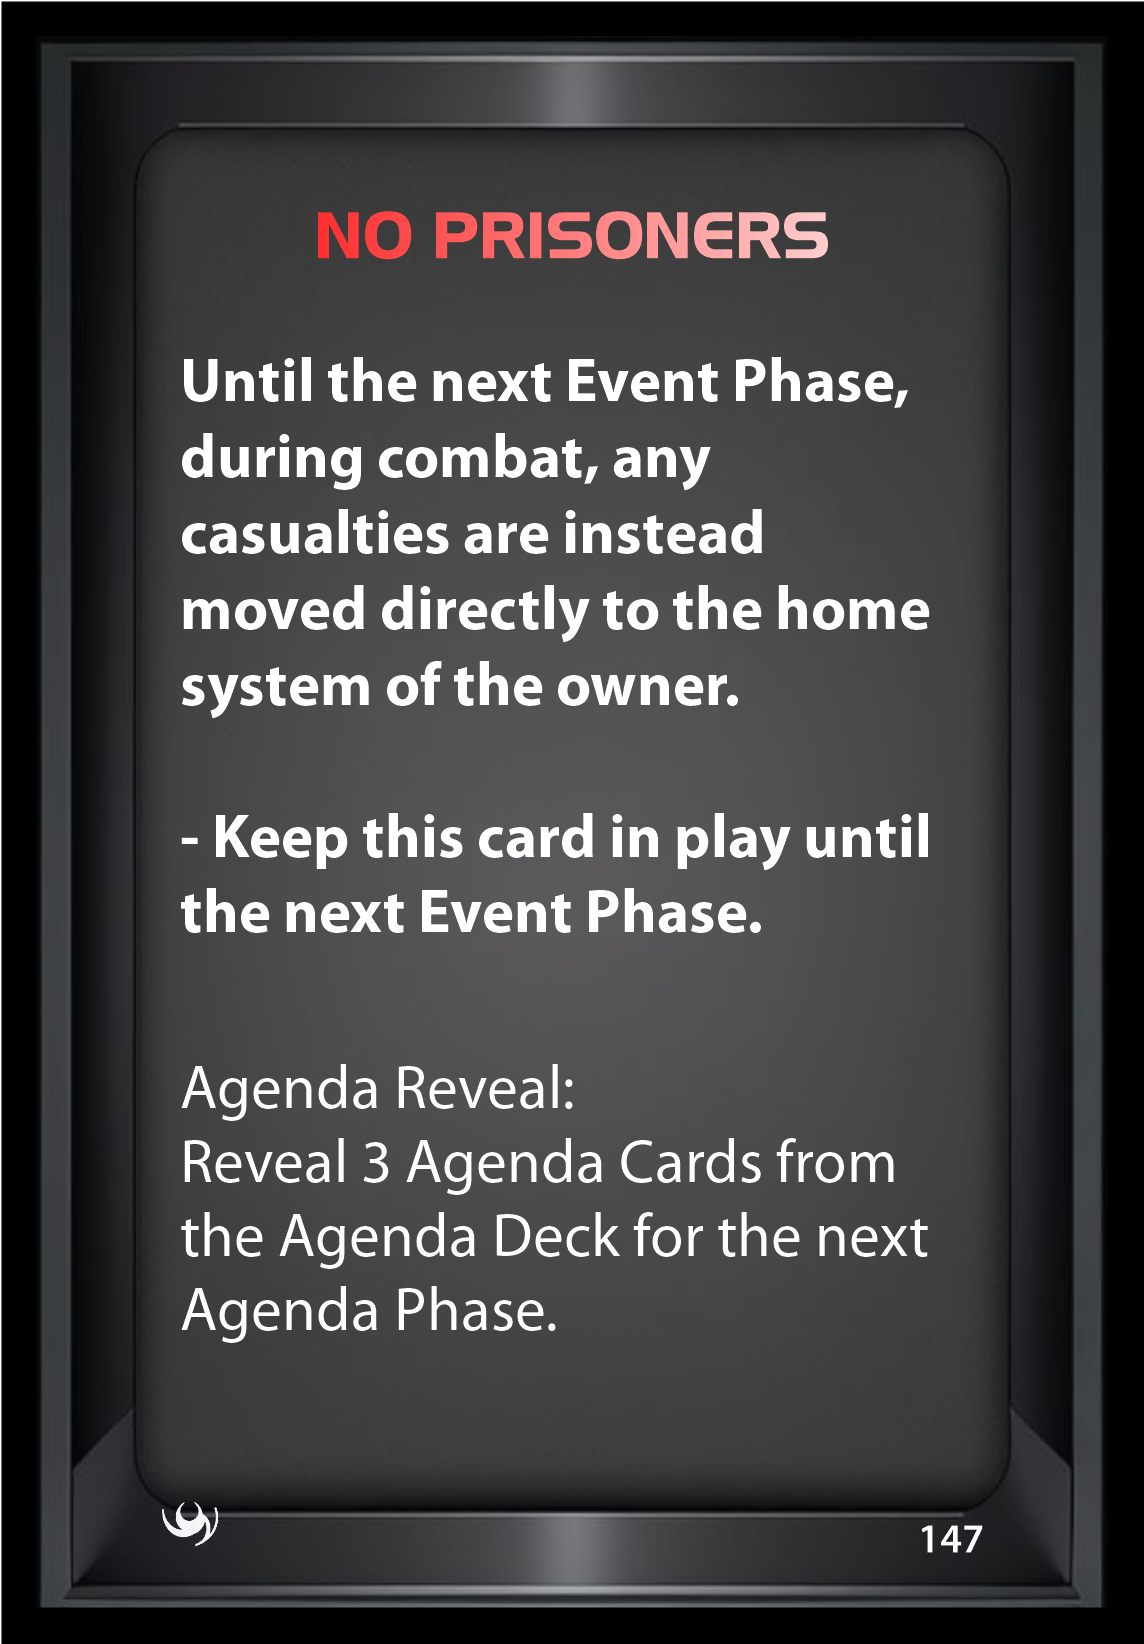 NO PRISONERS
Until the next Event Phase,
during combat, any
casualties are instead
moved directly to the home
system of the owner.
- Keep this card in play until
the next Event Phase.
Agenda Reveal:
Reveal 3 Agenda Cards from
the Agenda Deck for the next
Agenda Phase.
147